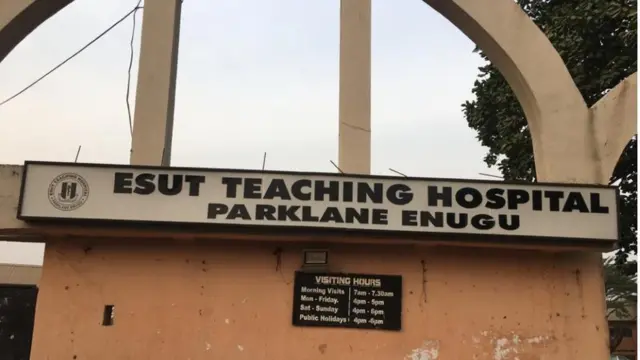 ESUT TEACHING HOSPITAL
PARKLANE ENUGU
VISITING HOURS
Morning Visits 7am - 7.30am
Mon - Friday. 4pm - 5pm
Sat - Sunday 4pm - 6pm
Public Holidays 4pm - 6pm